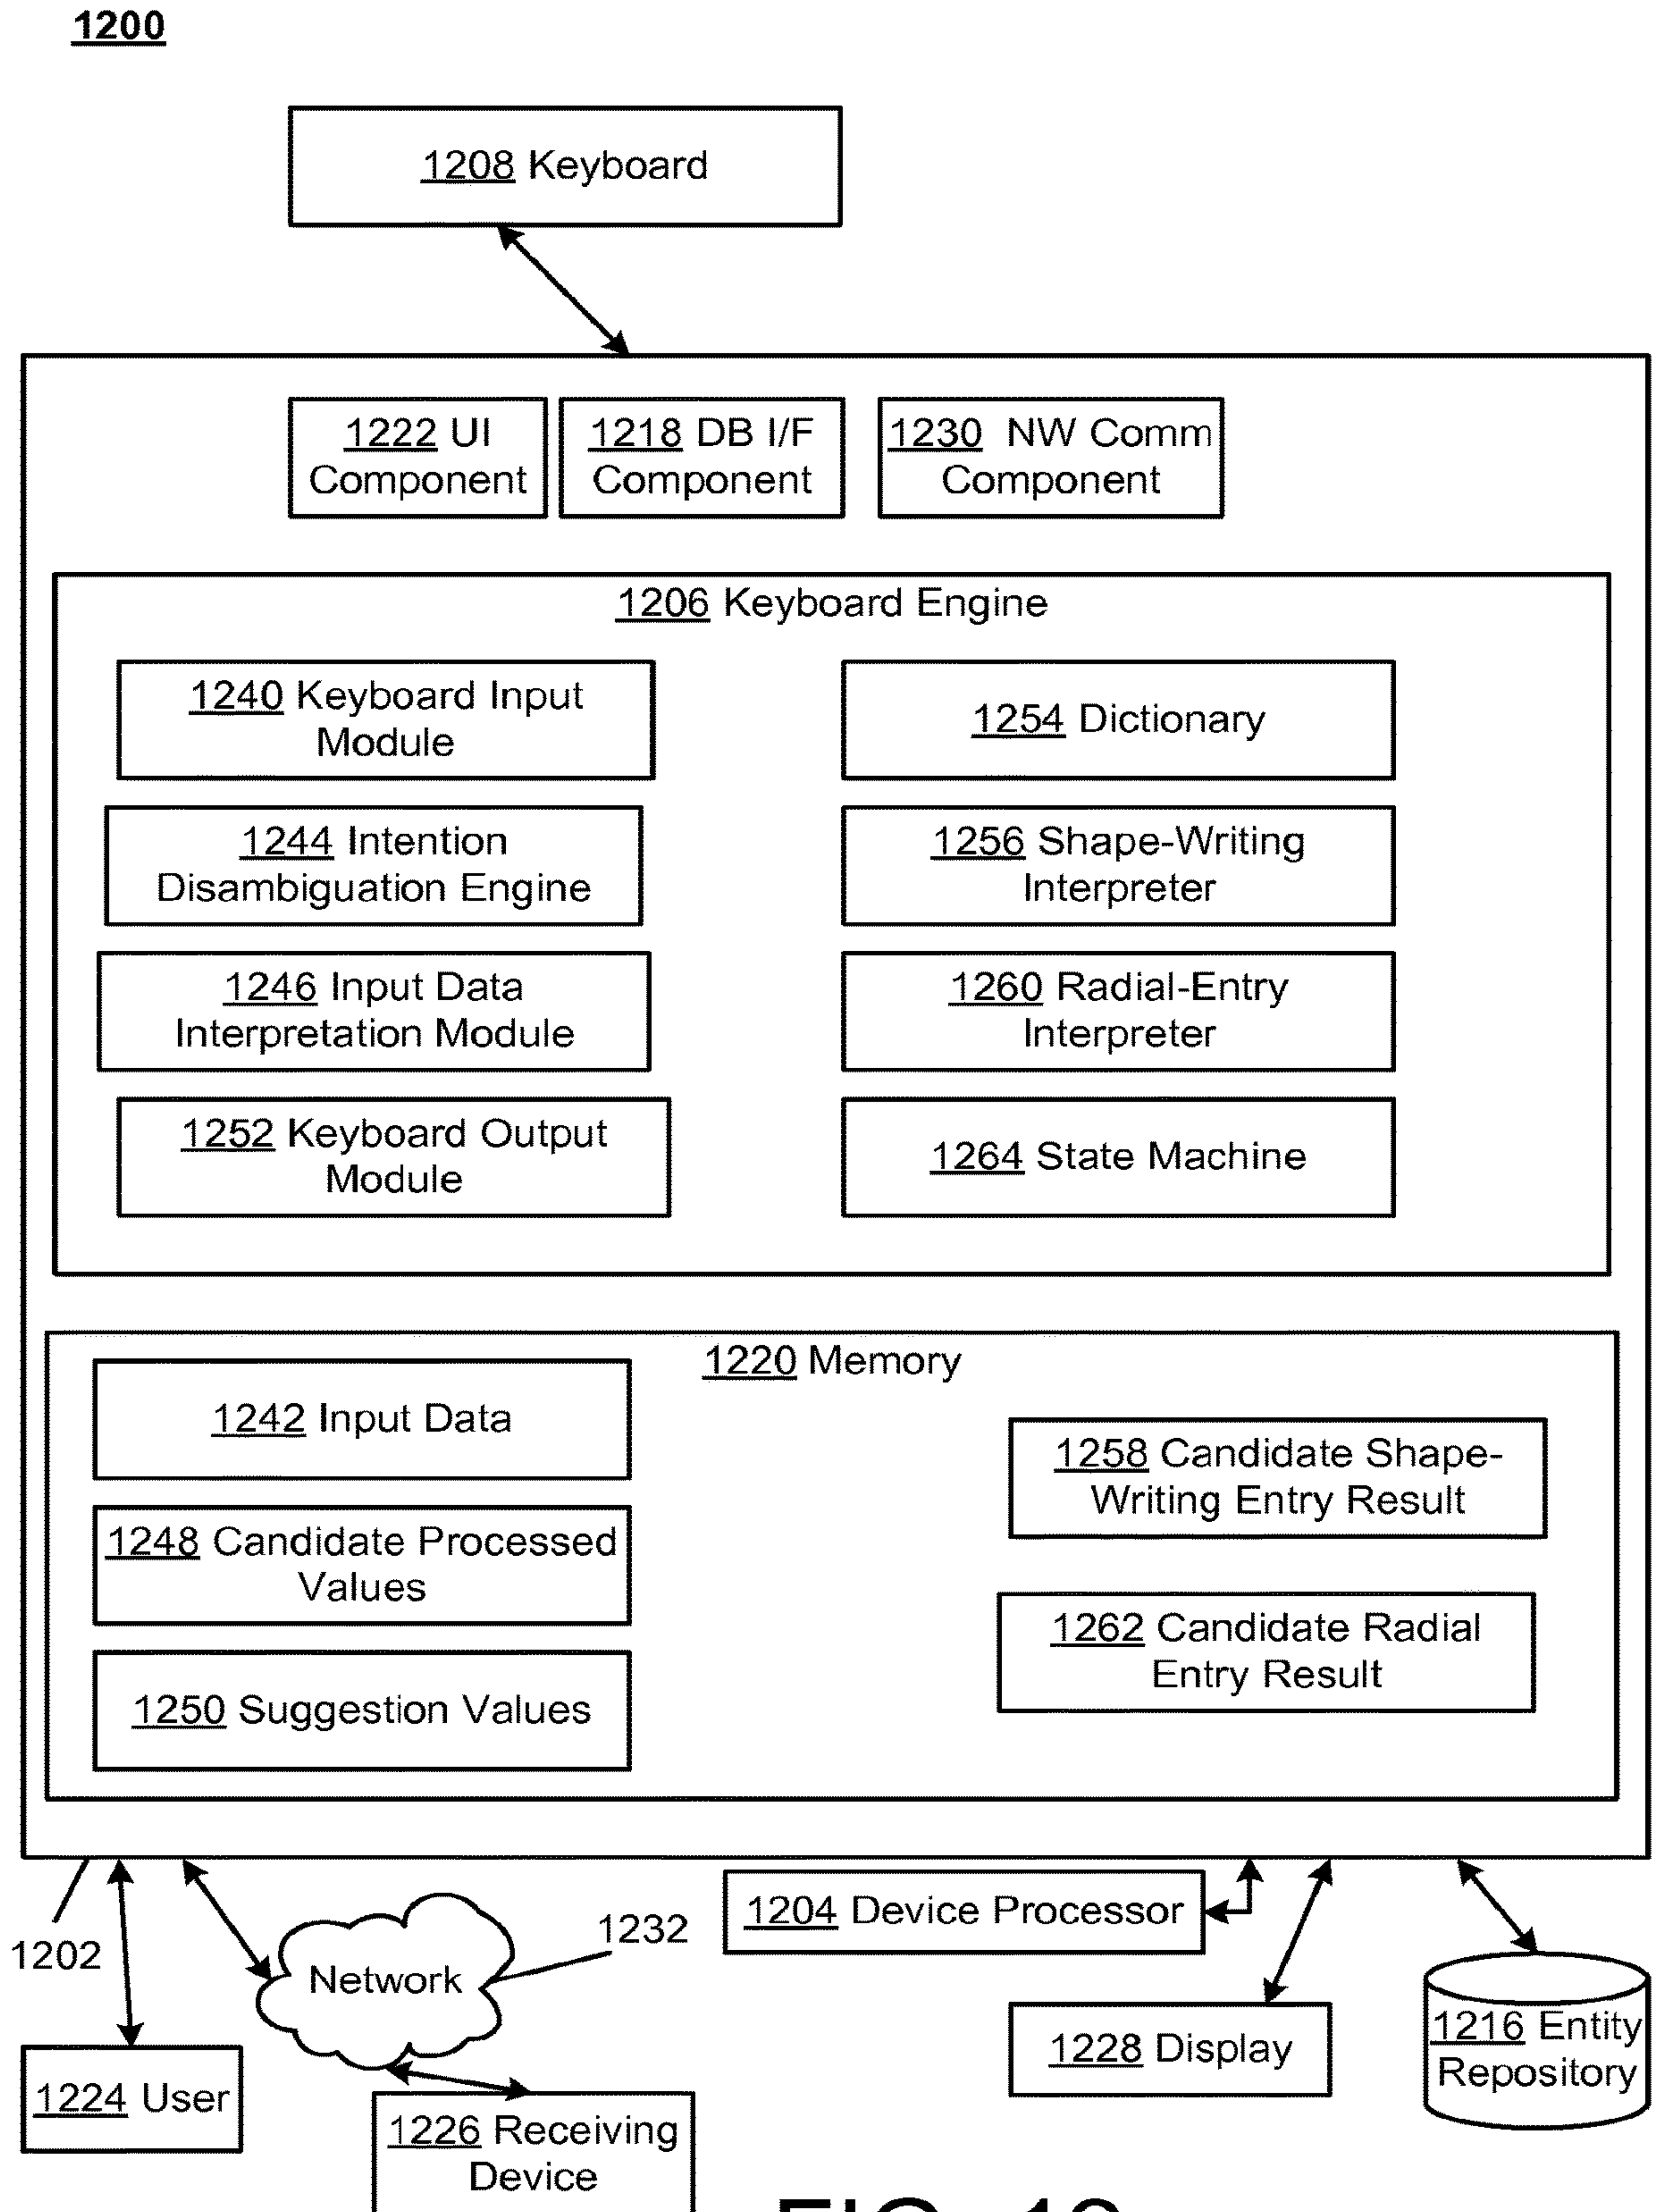 1200
1208 Keyboard
1222 UI
Component
1218 DB I/F
Component
1230 NW Comm
Component
1206 Keyboard Engine
1240 Keyboard Input
Module
1254 Dictionary
1244 Intention
Disambiguation Engine
1256 Shape-Writing
Interpreter
1246 Input Data
Interpretation Module
1260 Radial-Entry
Interpreter
1252 Keyboard Output
Module
1264 State Machine
1220 Memory
1242 Input Data
1258 Candidate Shape-
Writing Entry Result
1248 Candidate Processed
Values
1262 Candidate Radial
Entry Result
1250 Suggestion Values
1204 Device Processor
1202
1232
Network
1216 Entity
Repository
1228 Display
1224 User
1226 Receiving
Device